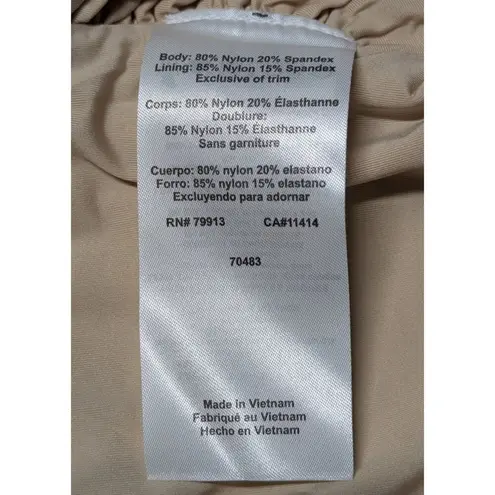 Body: 80% Nylon 20% Spandex
Lining: 85% Nylon 15% Spandex
Exclusive of trim
Corps: 80% Nylon 20% Élasthanne
Doublure:
85% Nylon 15% Élasthanne
Sans garniture
Cuerpo: 80% nylon 20% elastano
Forro: 85% nylon 15% elastano
Excluyendo para adornar
RN# 79913 CA#11414
70483
Made in Vietnam
Fabriqué au Vietnam
Hecho en Vietnam